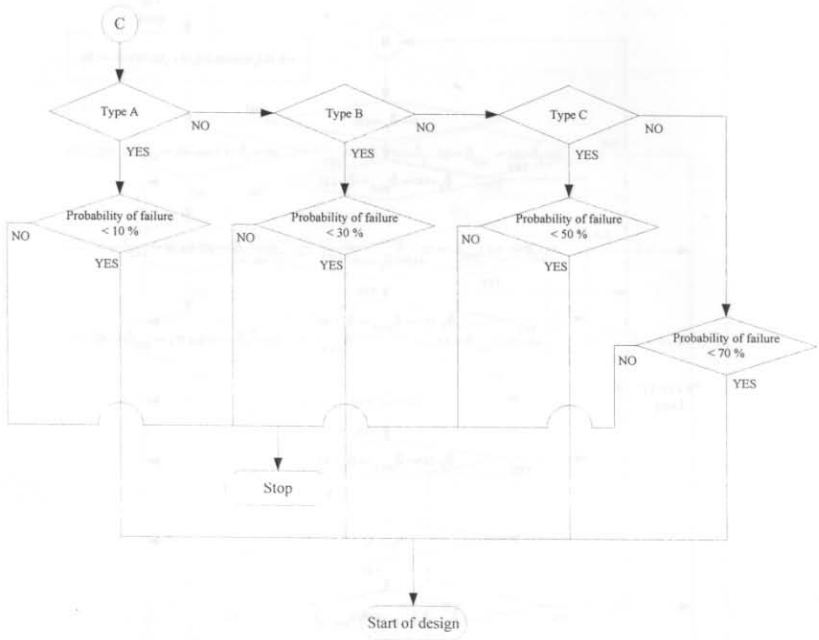 C
Type A
NO
YES
Type B
NO
YES
Type C
NO
YES
Probability of failure
< 10 %
NO
YES
Probability of failure
< 30 %
NO
YES
Probability of failure
< 50 %
NO
YES
Probability of failure
< 70 %
NO
YES
Stop
Start of design